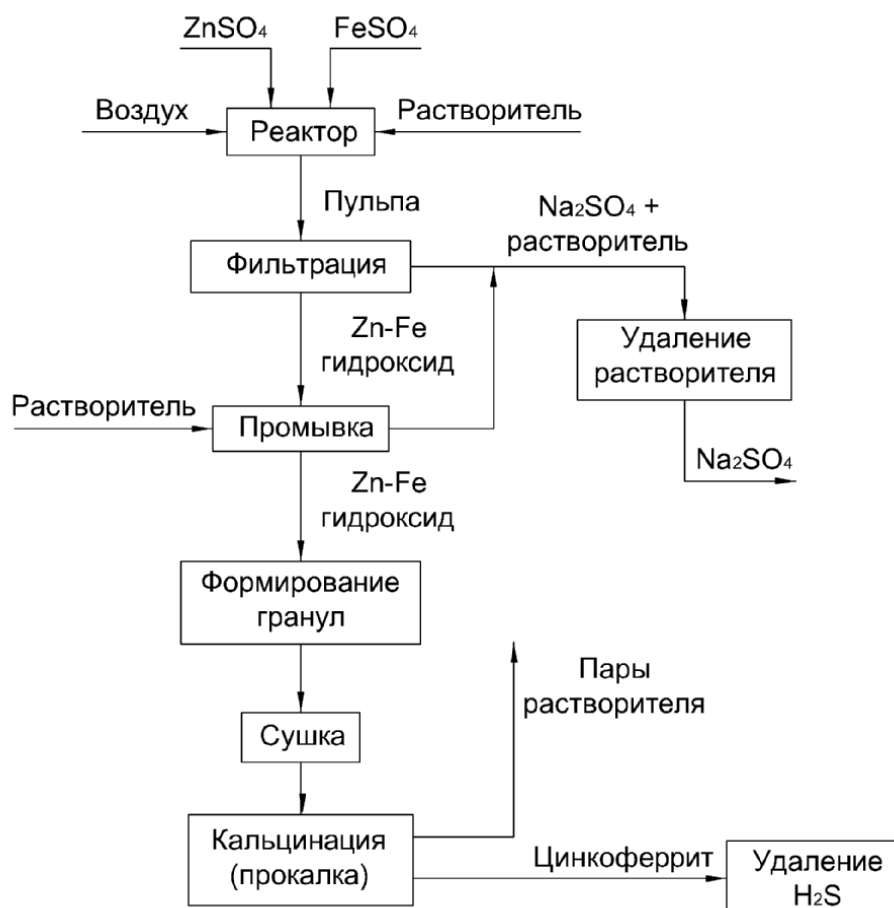 ZnSO₄
FeSO₄
Воздух
Растворитель
Реактор
Пульпа
Na₂SO₄ +
растворитель
Фильтрация
Zn-Fe
гидроксид
Удаление
растворителя
Растворитель
Промывка
Na₂SO₄
Zn-Fe
гидроксид
Формирование
гранул
Пары
растворителя
Сушка
Кальцинация
(прокалка)
Цинкоферрит
Удаление
H₂S